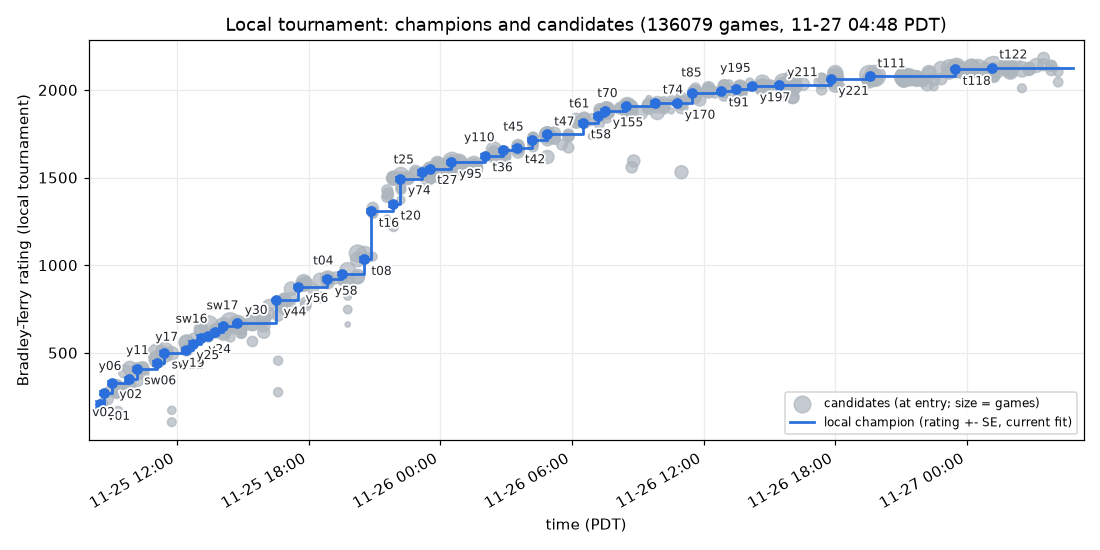 Local tournament: champions and candidates (136079 games, 11-27 04:48 PDT)
Bradley-Terry rating (local tournament)
2000
1500
1000
500
v02
y06
y02
y11
sw06
y17
sw16
sw17
y30
y44
y56
t04
y58
t08
t16
t20
t25
y74
t27
y95
y110
t36
t45
t42
t47
t61
t58
t70
y155
t74
y170
t85
t91
y195
y197
y211
y221
t111
t118
t122
candidates (at entry; size = games)
local champion (rating +- SE, current fit)
11-25 12:00
11-25 18:00
11-26 00:00
11-26 06:00
11-26 12:00
11-26 18:00
11-27 00:00
time (PDT)